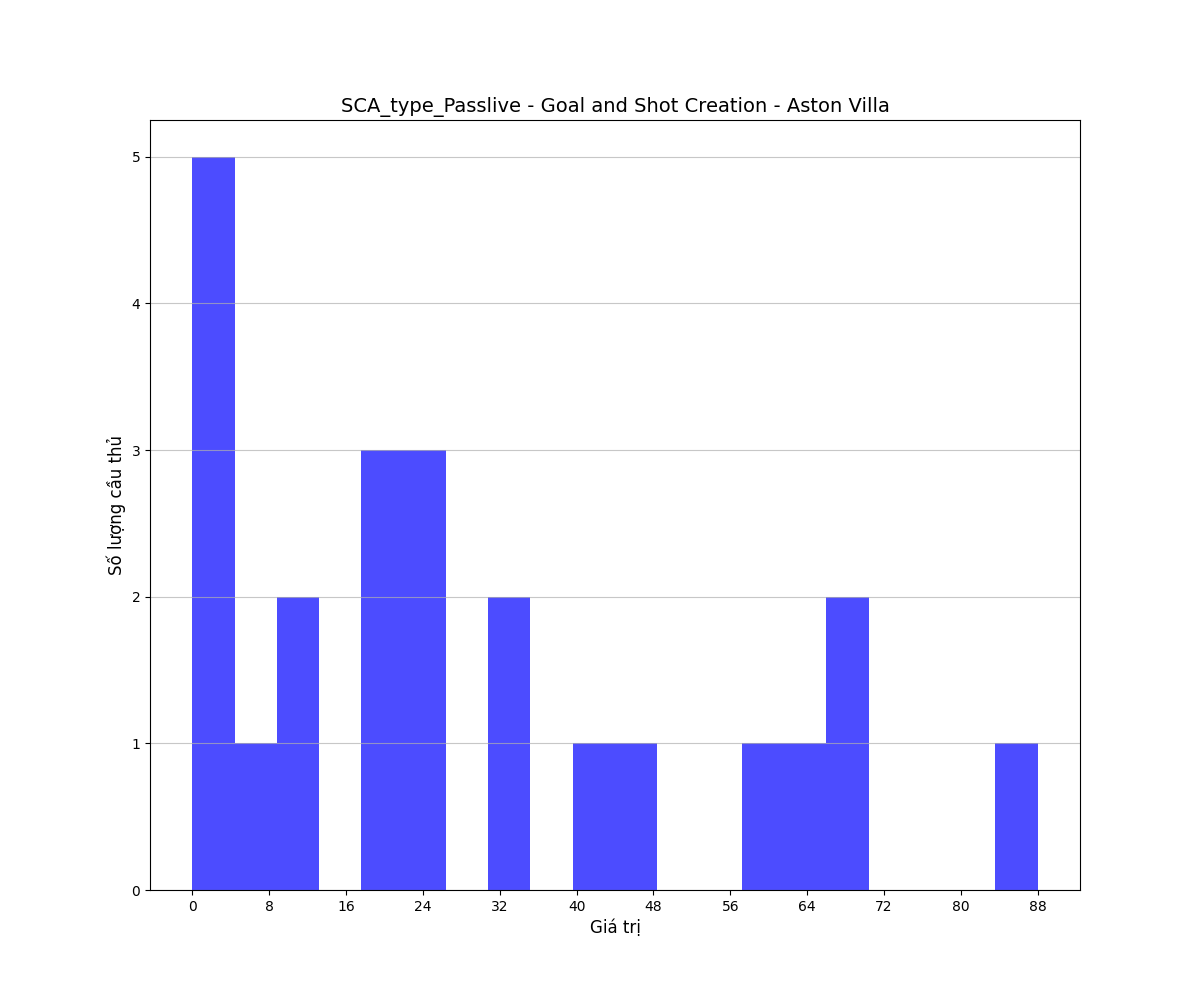 SCA_type_Passlive - Goal and Shot Creation - Aston Villa
Số lượng cầu thủ
5
4
3
2
1
0
0 8 16 24 32 40 48 56 64 72 80 88
Giá trị